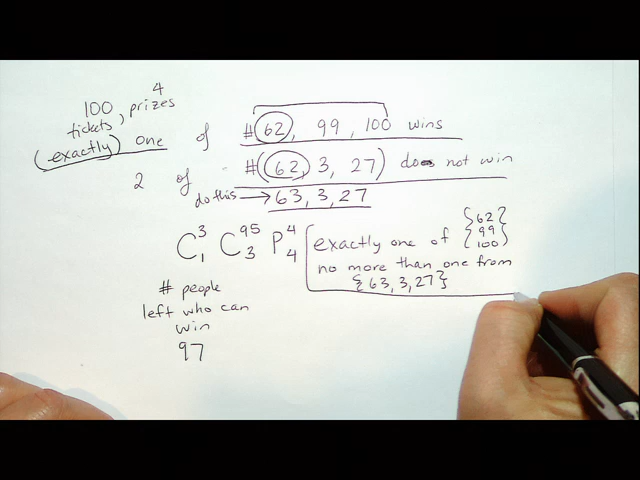 100 tickets, 4 prizes
(exactly) one of #62, 99, 100 wins
2 of #(62, 3, 27) do not win
do this → 63, 3, 27
C³₁ C⁹⁵₃ P⁴₄
exactly one of {62 99 100}
no more than one from
{63, 3, 27}
# people
left who can
win
97